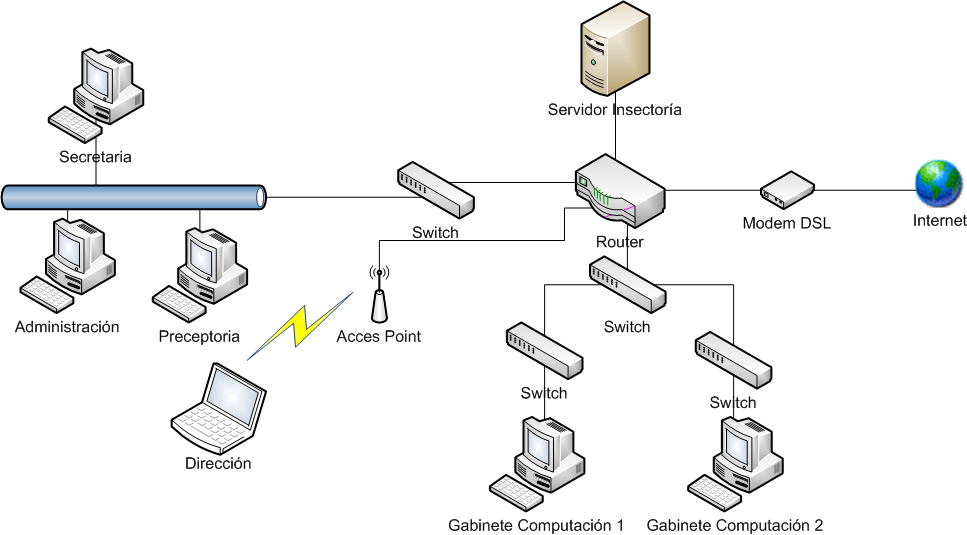 Servidor Insectoría
Secretaria
Switch
Router
Modem DSL
Internet
Administración
Preceptoria
Acces Point
Switch
Switch
Switch
Dirección
Gabinete Computación 1
Gabinete Computación 2